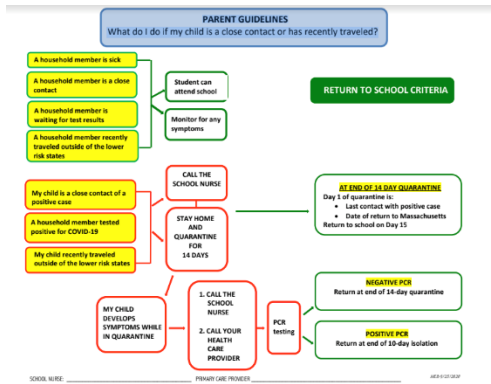 PARENT GUIDELINES
What do I do if my child is a close contact or has recently traveled?
A household member is sick
A household member is a close
contact
A household member is
waiting for test results
A household member recently
traveled outside of the lower
risk states
Student can
attend school
Monitor for any
symptoms
RETURN TO SCHOOL CRITERIA
My child is a close contact of a
positive case
A household member tested
positive for COVID-19
My child recently traveled
outside of the lower risk states
CALL THE
SCHOOL NURSE
STAY HOME
AND
QUARANTINE
FOR
14 DAYS
AT END OF 14 DAY QUARANTINE
Day 1 of quarantine is:
• Last contact with positive case
• Date of return to Massachusetts
Return to school on Day 15
MY CHILD
DEVELOPS
SYMPTOMS WHILE
IN QUARANTINE
1. CALL THE
SCHOOL
NURSE
2. CALL YOUR
HEALTH
CARE
PROVIDER
PCR
testing
NEGATIVE PCR
Return at end of 14-day quarantine
POSITIVE PCR
Return at end of 10-day isolation
SCHOOL NURSE: PRIMARY CARE PROVIDER